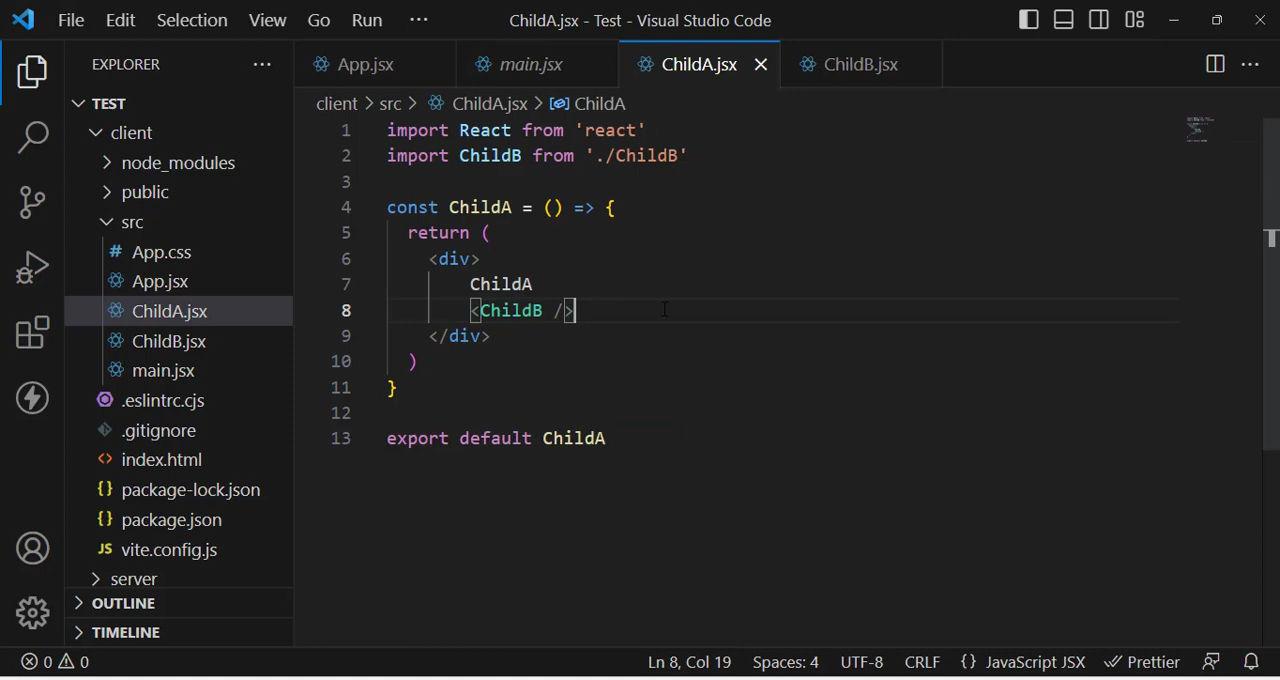 File Edit Selection View Go Run ··· ChildA.jsx - Test - Visual Studio Code
EXPLORER ···
App.jsx main.jsx ChildA.jsx ChildB.jsx ···
TEST
client
node_modules
public
src
# App.css
App.jsx
ChildA.jsx
ChildB.jsx
main.jsx
.eslintrc.cjs
.gitignore
<> index.html
{} package-lock.json
{} package.json
JS vite.config.js
server
OUTLINE
TIMELINE
client > src > ChildA.jsx > ChildA
1 import React from 'react'
2 import ChildB from './ChildB'
3
4 const ChildA = () => {
5 return (
6 <div>
7 ChildA
8 <ChildB />
9 </div>
10 )
11 }
12
13 export default ChildA
0 0 Ln 8, Col 19 Spaces: 4 UTF-8 CRLF {} JavaScript JSX Prettier